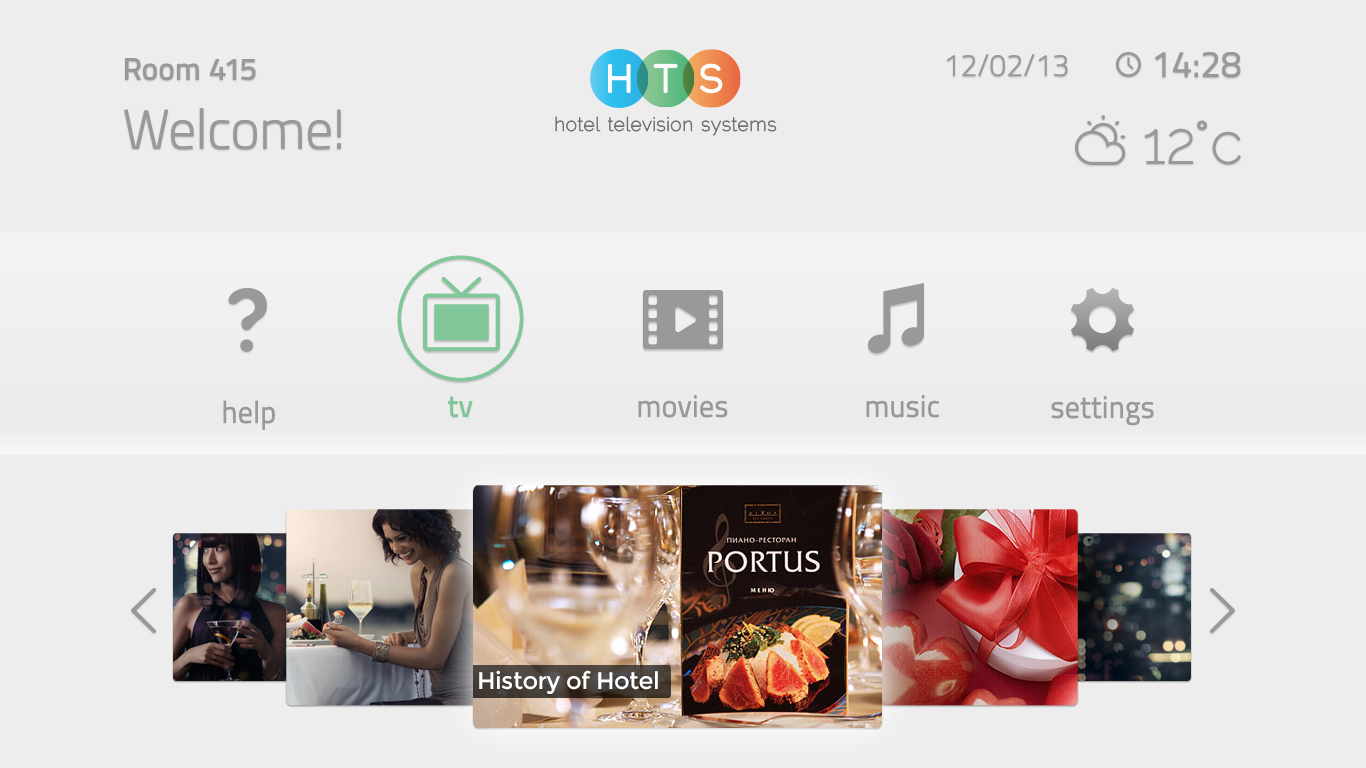 Room 415
Welcome!
HTS
hotel television systems
12/02/13
14:28
12°C
help
tv
movies
music
settings
ПИАНО-РЕСТОРАН
PORTUS
МЕНЮ
History of Hotel